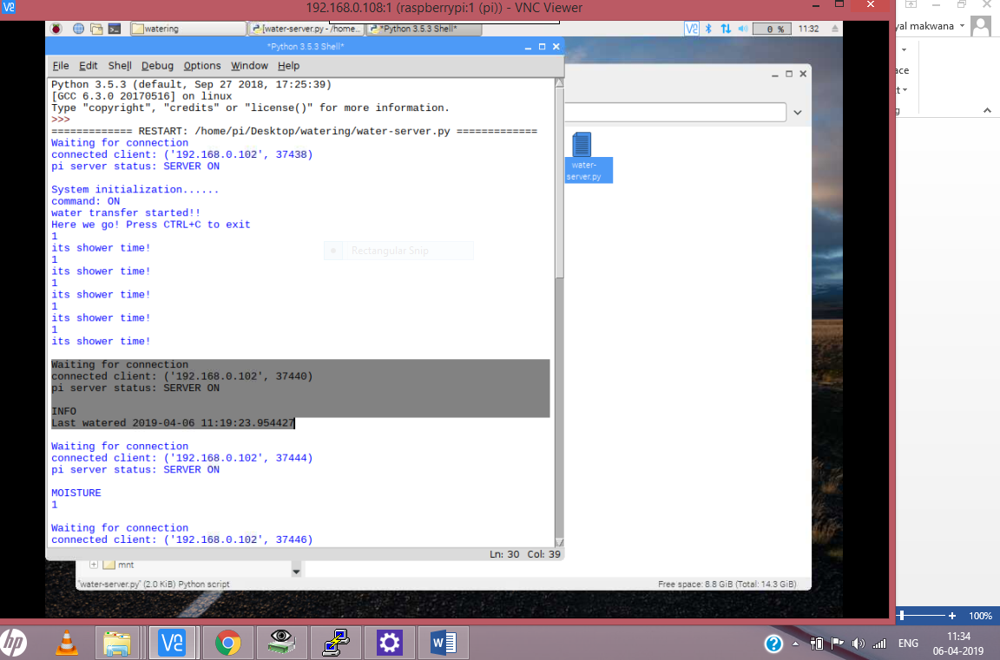 192.168.0.108:1 (raspberrypi:1 (pi)) - VNC Viewer
watering
[water-server.py - /home...
*Python 3.5.3 Shell*
0 %
11:32
yal makwana
*Python 3.5.3 Shell*
File Edit Shell Debug Options Window Help
Python 3.5.3 (default, Sep 27 2018, 17:25:39)
[GCC 6.3.0 20170516] on linux
Type "copyright", "credits" or "license()" for more information.
>>>
============= RESTART: /home/pi/Desktop/watering/water-server.py =============
Waiting for connection
connected client: ('192.168.0.102', 37438)
pi server status: SERVER ON
System initialization......
command: ON
water transfer started!!
Here we go! Press CTRL+C to exit
1
its shower time!
1
its shower time!
1
its shower time!
1
its shower time!
1
its shower time!
Waiting for connection
connected client: ('192.168.0.102', 37440)
pi server status: SERVER ON
INFO
Last watered 2019-04-06 11:19:23.954427
Waiting for connection
connected client: ('192.168.0.102', 37444)
pi server status: SERVER ON
MOISTURE
1
Waiting for connection
connected client: ('192.168.0.102', 37446)
Ln: 30 Col: 39
Rectangular Snip
water-
server.py
mnt
"water-server.py" (2.0 KiB) Python script
Free space: 8.8 GiB (Total: 14.3 GiB)
100%
ENG
11:34
06-04-2019